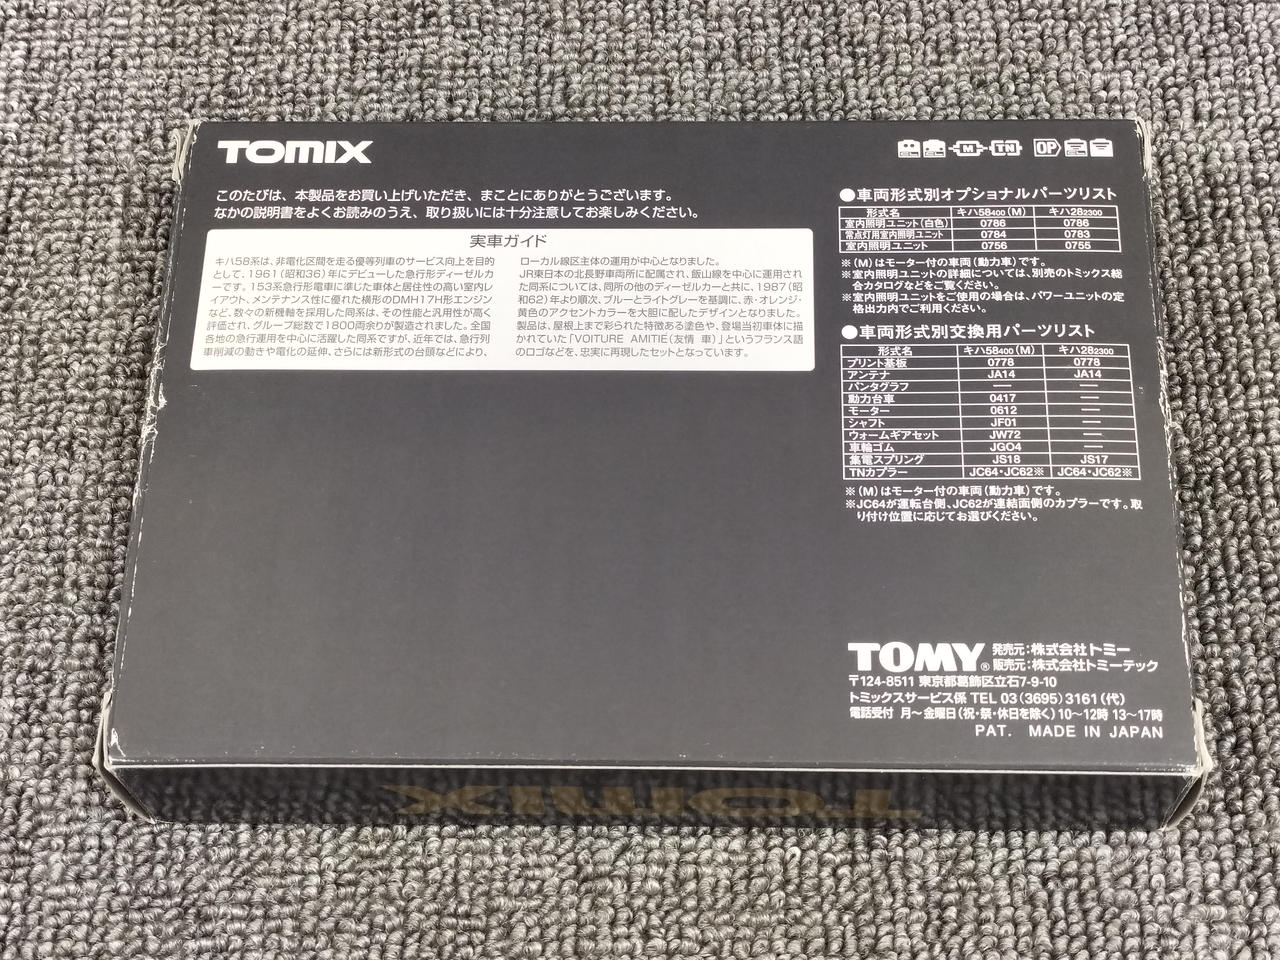 TOMIX
CL
CL
M
TN
OP
このたびは、本製品をお買い上げいただき、まことにありがとうございます。
なかの説明書をよくお読みのうえ、取り扱いには十分注意してお楽しみください。
実車ガイド
キハ58系は、非電化区間を走る優等列車のサービス向上を目的
として、1961(昭和36)年にデビューした急行形ディーゼルカ
ーです。153系急行形電車に準じた車体と居住性の高い室内レ
イアウト、メンテナンス性に優れた横形のDMH17H形エンジン
など、数々の新機軸を採用した同系は、その性能と汎用性が高く
評価され、グループ総数で1800両余りが製造されました。全国
各地の急行運用を中心に活躍した同系ですが、近年では、急行列
車削減の動きや電化の延伸、さらには新形式の台頭などにより、
ローカル線区主体の運用が中心となりました。
JR東日本の北長野車両所に配属され、飯山線を中心に運用され
た同系については、同所の他のディーゼルカーと共に、1987(昭
和62)年より順次、ブルーとライトグレーを基調に、赤・オレンジ・
黄色のアクセントカラーを大胆に配したデザインとなりました。
製品は、屋根上まで彩られた特徴ある塗色や、登場当初車体に描
かれていた「VOITURE AMITIE(友情 車)」というフランス語
のロゴなどを、忠実に再現したセットとなっています。
●車両形式別オプショナルパーツリスト
形式名 キハ58400(M) キハ282300
室内照明ユニット(白色) 0786 0786
常点灯用室内照明ユニット 0784 0783
室内照明ユニット 0756 0755
※(M)はモーター付の車両(動力車)です。
※室内照明ユニットの詳細については、別売のトミックス総
合カタログなどをご覧ください。
※室内照明ユニットをご使用の場合は、パワーユニットの定
格出力内でご利用ください。
●車両形式別交換用パーツリスト
形式名 キハ58400(M) キハ282300
プリント基板 0778 0778
アンテナ JA14 JA14
パンタグラフ — —
動力台車 0417 —
モーター 0612 —
シャフト JF01 —
ウォームギアセット JW72 —
車輪ゴム JG04 —
集電スプリング JS18 JS17
TNカプラー JC64・JC62※ JC64・JC62※
※(M)はモーター付の車両(動力車)です。
※JC64が運転台側、JC62が連結面側のカプラーです。取
り付け位置に応じてお選びください。
TOMY® 発売元:株式会社トミー
販売元:株式会社トミーテック
〒124-8511 東京都葛飾区立石7-9-10
トミックスサービス係 TEL 03(3695)3161(代)
電話受付 月〜金曜日(祝・祭・休日を除く)10〜12時 13〜17時
PAT. MADE IN JAPAN
TOMIX